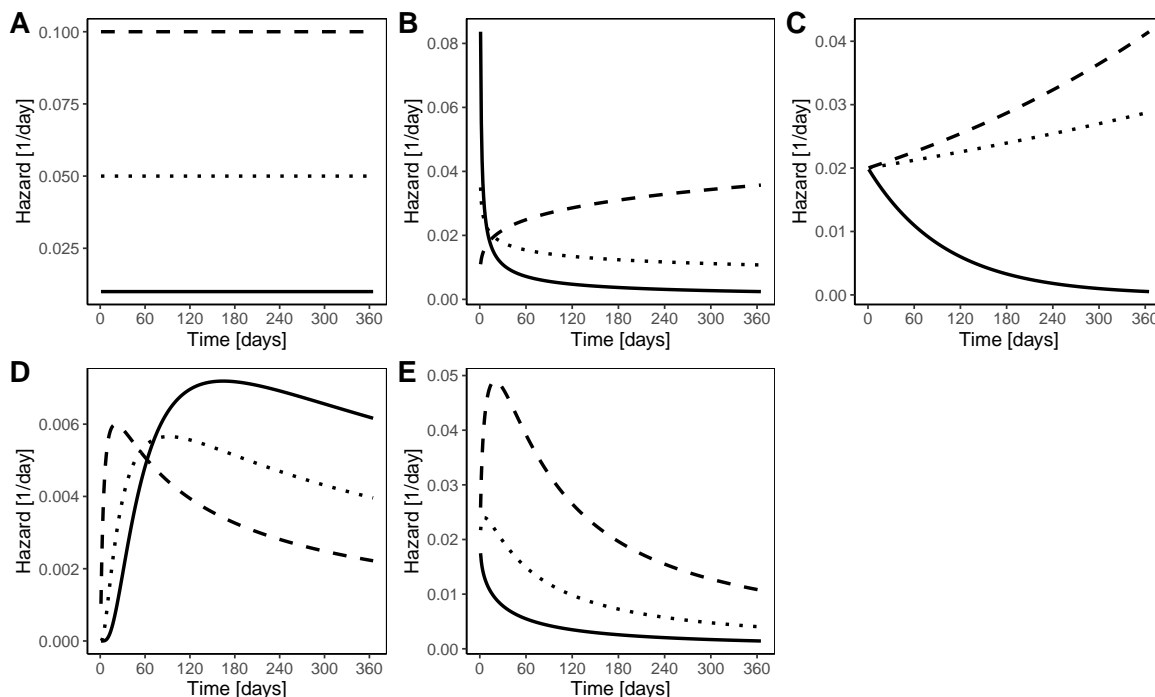 A
Hazard [1/day]
0.100
0.075
0.050
0.025
0 60 120 180 240 300 360
Time [days]
B
Hazard [1/day]
0.08
0.06
0.04
0.02
0.00
0 60 120 180 240 300 360
Time [days]
C
Hazard [1/day]
0.04
0.03
0.02
0.01
0.00
0 60 120 180 240 300 360
Time [days]
D
Hazard [1/day]
0.006
0.004
0.002
0.000
0 60 120 180 240 300 360
Time [days]
E
Hazard [1/day]
0.05
0.04
0.03
0.02
0.01
0.00
0 60 120 180 240 300 360
Time [days]